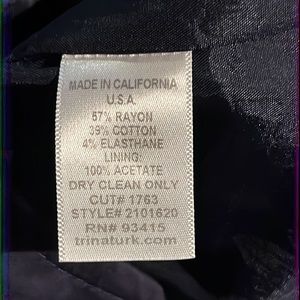 MADE IN CALIFORNIA
U.S.A.
57% RAYON
39% COTTON
4% ELASTHANE
LINING:
100% ACETATE
DRY CLEAN ONLY
CUT# 1763
STYLE# 2101620
RN# 93415
trinaturk.com